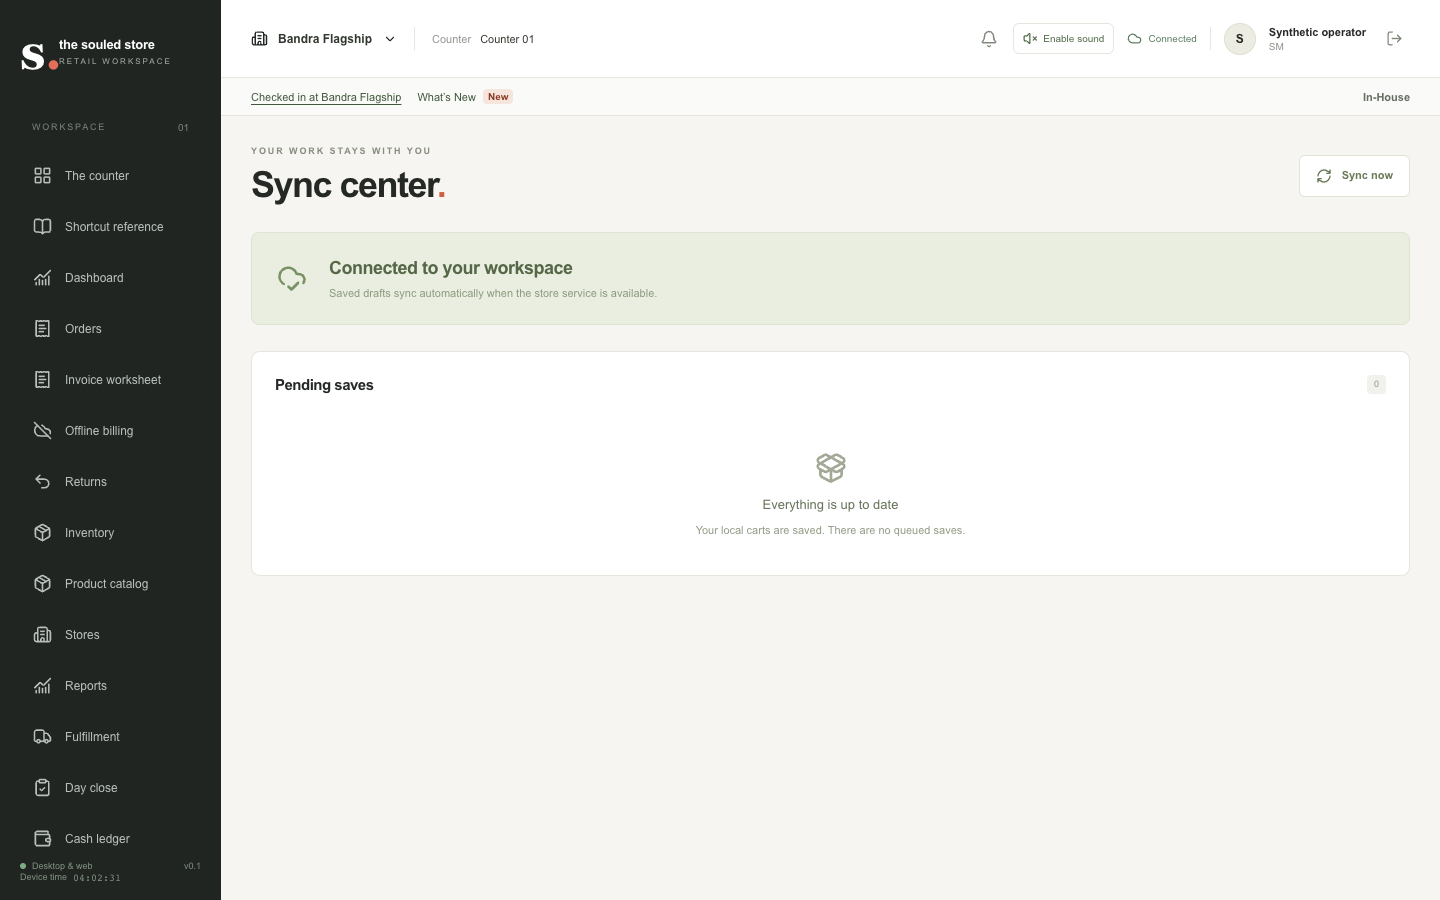 S.
the souled store
RETAIL WORKSPACE
WORKSPACE 01
The counter
Shortcut reference
Dashboard
Orders
Invoice worksheet
Offline billing
Returns
Inventory
Product catalog
Stores
Reports
Fulfillment
Day close
Cash ledger
Desktop & web v0.1
Device time 04:02:31
Bandra Flagship Counter Counter 01 Enable sound Connected S Synthetic operator
SM
Checked in at Bandra Flagship What's New New In-House
YOUR WORK STAYS WITH YOU
Sync center.
Sync now
Connected to your workspace
Saved drafts sync automatically when the store service is available.
Pending saves 0
Everything is up to date
Your local carts are saved. There are no queued saves.